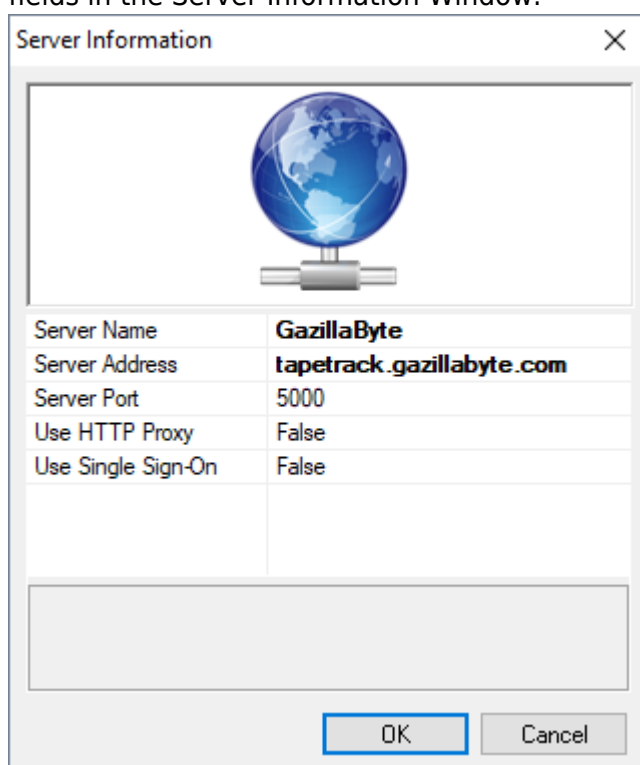 fields in the Server Information Window.
Server Information
Server Name GazillaByte
Server Address tapetrack.gazillabyte.com
Server Port 5000
Use HTTP Proxy False
Use Single Sign-On False
OK Cancel